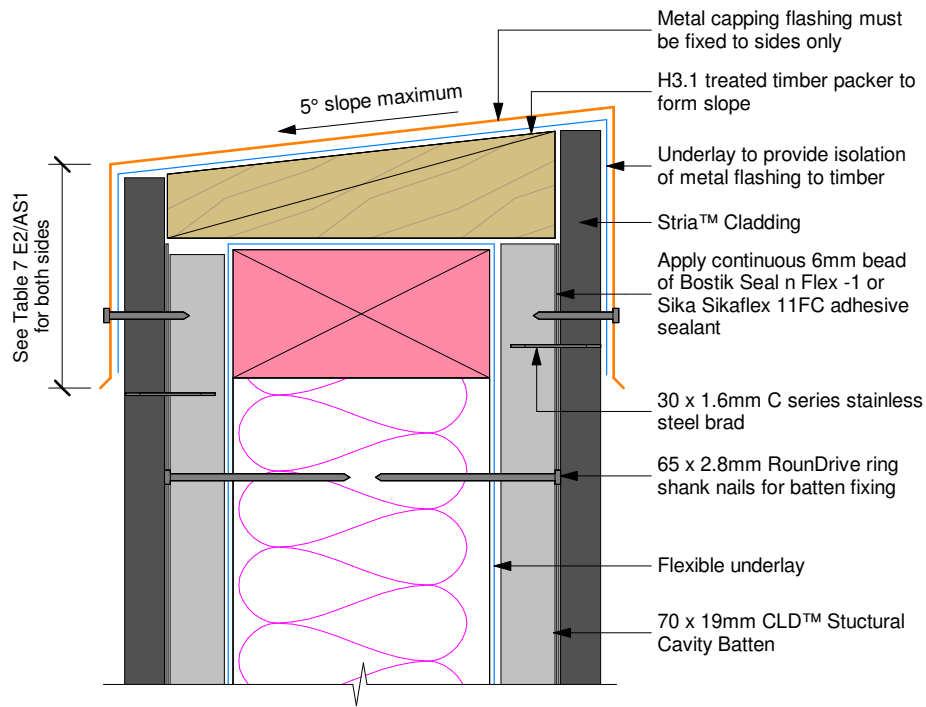 Metal capping flashing must
be fixed to sides only
5° slope maximum
H3.1 treated timber packer to
form slope
Underlay to provide isolation
of metal flashing to timber
Stria™ Cladding
See Table 7 E2/AS1
for both sides
Apply continuous 6mm bead
of Bostik Seal n Flex -1 or
Sika Sikaflex 11FC adhesive
sealant
30 x 1.6mm C series stainless
steel brad
65 x 2.8mm RounDrive ring
shank nails for batten fixing
Flexible underlay
70 x 19mm CLD™ Stuctural
Cavity Batten